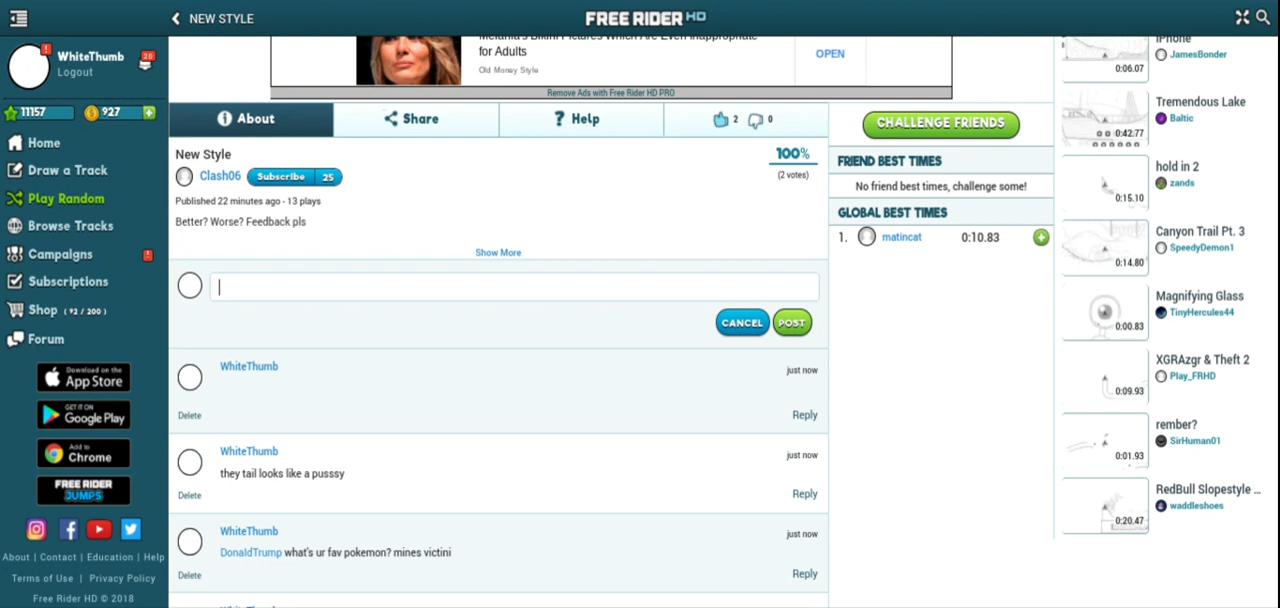 NEW STYLE
FREE RIDER HD
WhiteThumb
Logout
!
28
11157
927
Home
Draw a Track
Play Random
Browse Tracks
Campaigns
!
Subscriptions
Shop ( 92 / 200 )
Forum
Download on the
App Store
GET IT ON
Google Play
Add to
Chrome
FREE RIDER
JUMPS
About | Contact | Education | Help
Terms of Use | Privacy Policy
Free Rider HD © 2018
Melania's Bikini Pictures Which Are Even Inappropriate
for Adults
Old Money Style
OPEN
Remove Ads with Free Rider HD PRO
About
Share
Help
2
0
New Style
Clash06
Subscribe 25
100%
(2 votes)
Published 22 minutes ago - 13 plays
Better? Worse? Feedback pls
Show More
CANCEL
POST
WhiteThumb
just now
Delete
Reply
WhiteThumb
just now
they tail looks like a pusssy
Delete
Reply
WhiteThumb
just now
DonaldTrump what's ur fav pokemon? mines victini
Delete
Reply
CHALLENGE FRIENDS
FRIEND BEST TIMES
No friend best times, challenge some!
GLOBAL BEST TIMES
1. matincat 0:10.83
iPhone
JamesBonder
0:06.07
Tremendous Lake
Baltic
0:42.77
hold in 2
zands
0:15.10
Canyon Trail Pt. 3
SpeedyDemon1
0:14.80
Magnifying Glass
TinyHercules44
0:00.83
XGRAzgr & Theft 2
Play_FRHD
0:09.93
rember?
SirHuman01
0:01.93
RedBull Slopestyle ...
waddleshoes
0:20.47